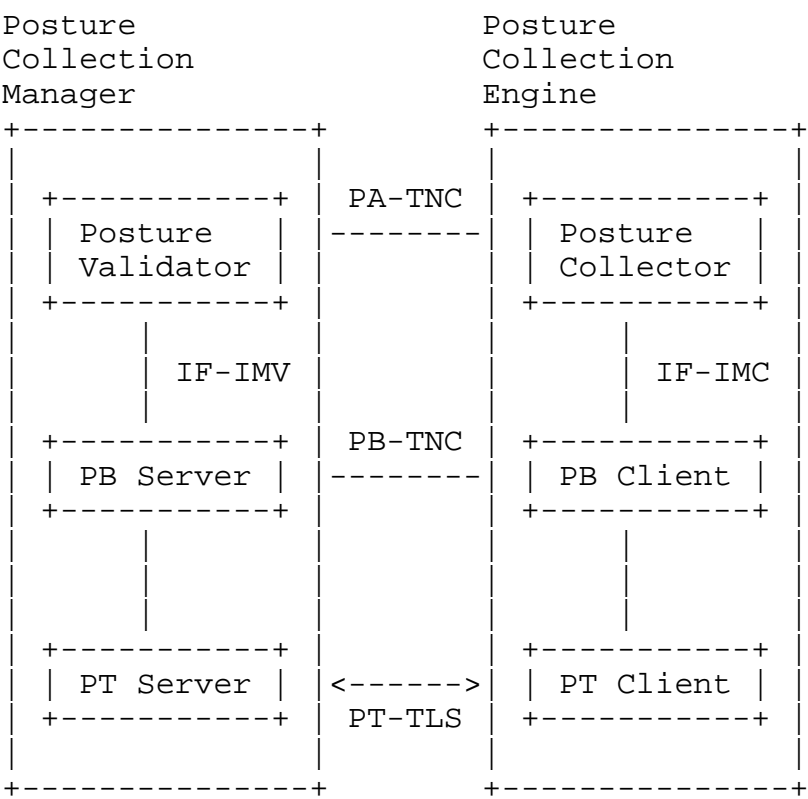 Posture Posture
Collection Collection
Manager Engine
PA-TNC
Posture Posture
Validator Collector
IF-IMV IF-IMC
PB-TNC
PB Server PB Client
PT Server PT Client
PT-TLS